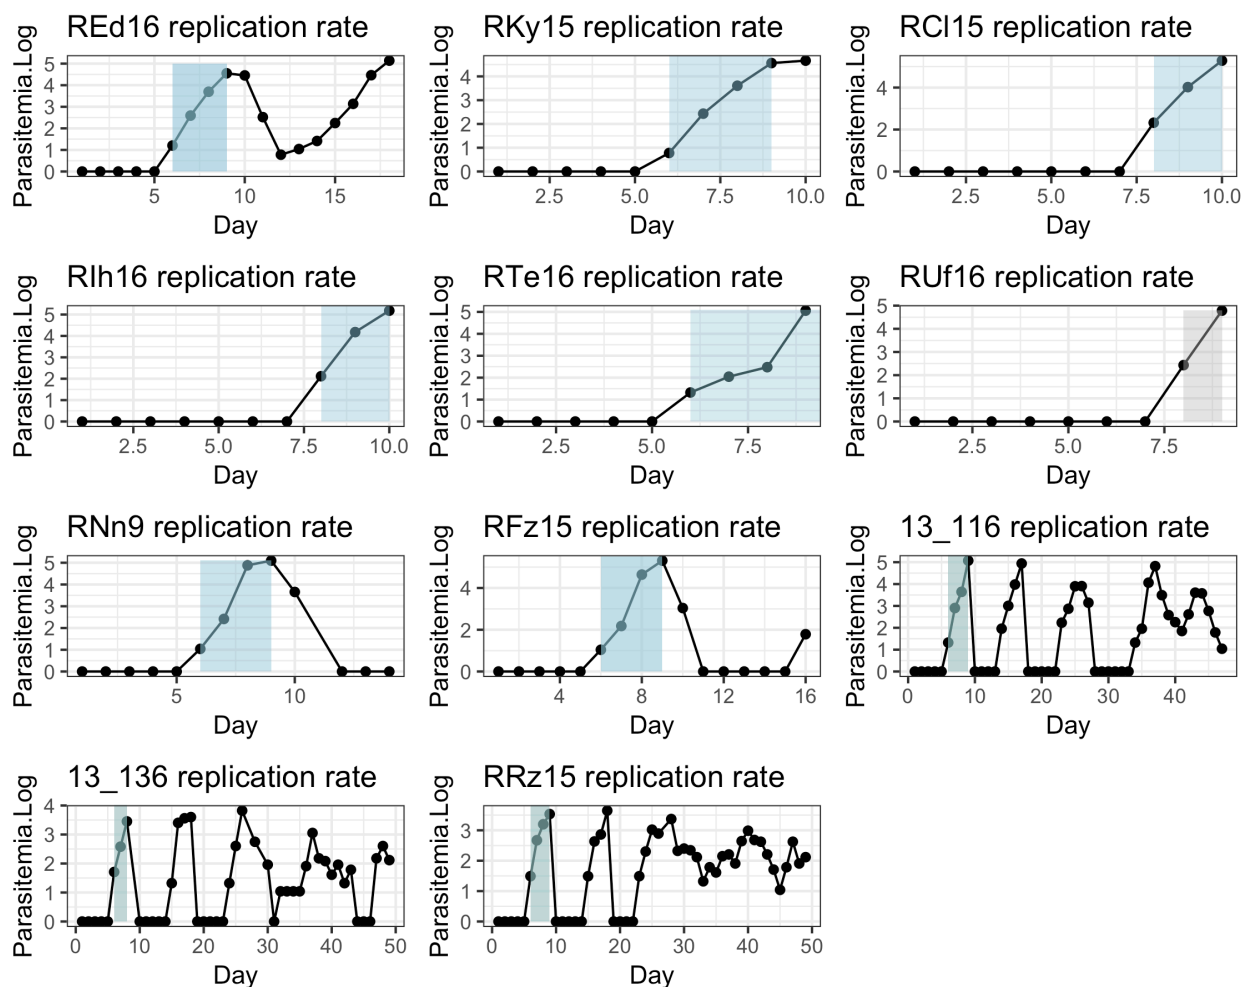 REd16 replication rate
Parasitemia.Log
5
4
3
2
1
0
5 10 15
Day
RKy15 replication rate
Parasitemia.Log
4
3
2
1
0
2.5 5.0 7.5 10.0
Day
RCl15 replication rate
Parasitemia.Log
4
2
0
2.5 5.0 7.5 10.0
Day
RIh16 replication rate
Parasitemia.Log
5
4
3
2
1
0
2.5 5.0 7.5 10.0
Day
RTe16 replication rate
Parasitemia.Log
5
4
3
2
1
0
2.5 5.0 7.5
Day
RUf16 replication rate
Parasitemia.Log
5
4
3
2
1
0
2.5 5.0 7.5
Day
RNn9 replication rate
Parasitemia.Log
5
4
3
2
1
0
5 10
Day
RFz15 replication rate
Parasitemia.Log
4
2
0
4 8 12 16
Day
13_116 replication rate
Parasitemia.Log
5
4
3
2
1
0
0 10 20 30 40
Day
13_136 replication rate
Parasitemia.Log
4
3
2
1
0
0 10 20 30 40 50
Day
RRz15 replication rate
Parasitemia.Log
3
2
1
0
0 10 20 30 40 50
Day